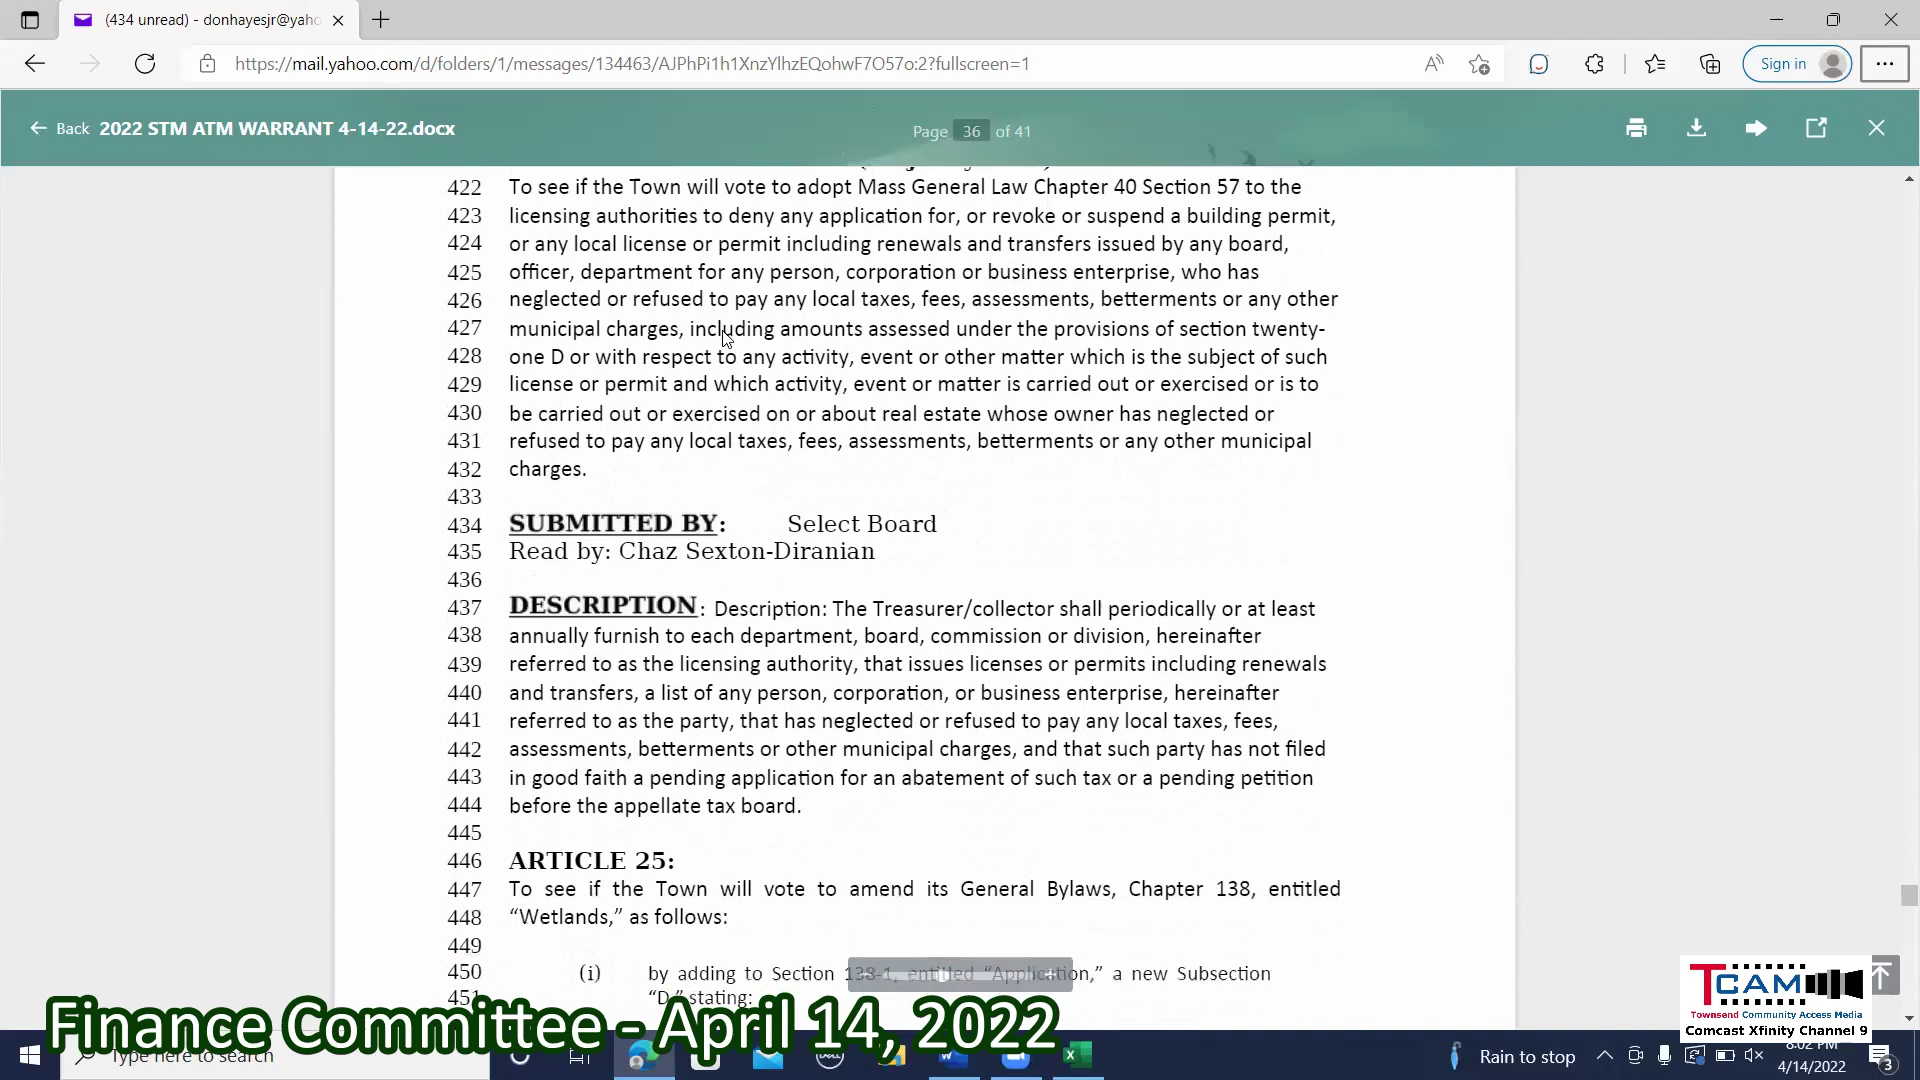 (434 unread) - donhayesjr@yaho
https://mail.yahoo.com/d/folders/1/messages/134463/AJPhPi1h1XnzYlhzEQohwF7O57o:2?fullscreen=1
Sign in
Back 2022 STM ATM WARRANT 4-14-22.docx
Page 36 of 41
422 To see if the Town will vote to adopt Mass General Law Chapter 40 Section 57 to the
423 licensing authorities to deny any application for, or revoke or suspend a building permit,
424 or any local license or permit including renewals and transfers issued by any board,
425 officer, department for any person, corporation or business enterprise, who has
426 neglected or refused to pay any local taxes, fees, assessments, betterments or any other
427 municipal charges, including amounts assessed under the provisions of section twenty-
428 one D or with respect to any activity, event or other matter which is the subject of such
429 license or permit and which activity, event or matter is carried out or exercised or is to
430 be carried out or exercised on or about real estate whose owner has neglected or
431 refused to pay any local taxes, fees, assessments, betterments or any other municipal
432 charges.
433
434 SUBMITTED BY: Select Board
435 Read by: Chaz Sexton-Diranian
436
437 DESCRIPTION: Description: The Treasurer/collector shall periodically or at least
438 annually furnish to each department, board, commission or division, hereinafter
439 referred to as the licensing authority, that issues licenses or permits including renewals
440 and transfers, a list of any person, corporation, or business enterprise, hereinafter
441 referred to as the party, that has neglected or refused to pay any local taxes, fees,
442 assessments, betterments or other municipal charges, and that such party has not filed
443 in good faith a pending application for an abatement of such tax or a pending petition
444 before the appellate tax board.
445
446 ARTICLE 25:
447 To see if the Town will vote to amend its General Bylaws, Chapter 138, entitled
448 “Wetlands,” as follows:
449
450 (i) by adding to Section 138-1, entitled “Application,” a new Subsection
451 “D,” stating:
TCAM
Townsend Community Access Media
Comcast Xfinity Channel 9
Finance Committee - April 14, 2022
Type here to search
DELL
Rain to stop
8:02 PM
4/14/2022
3